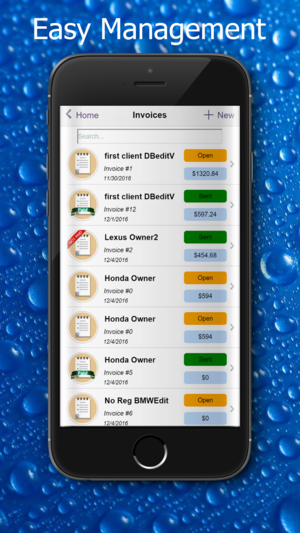 Easy Management
Home Invoices + New
Search...
first client DBeditV Open
Invoice #1
11/30/2016 $1320.64
first client DBeditV Sent
Invoice #12
12/1/2016 $597.24
Lexus Owner2 Sent
Invoice #2
12/4/2016 $454.68
Honda Owner Open
Invoice #0
12/4/2016 $594
Honda Owner Open
Invoice #0
12/4/2016 $594
Honda Owner Sent
Invoice #5
12/4/2016 $0
No Reg BMWEdit Open
Invoice #6
12/4/2016 $0